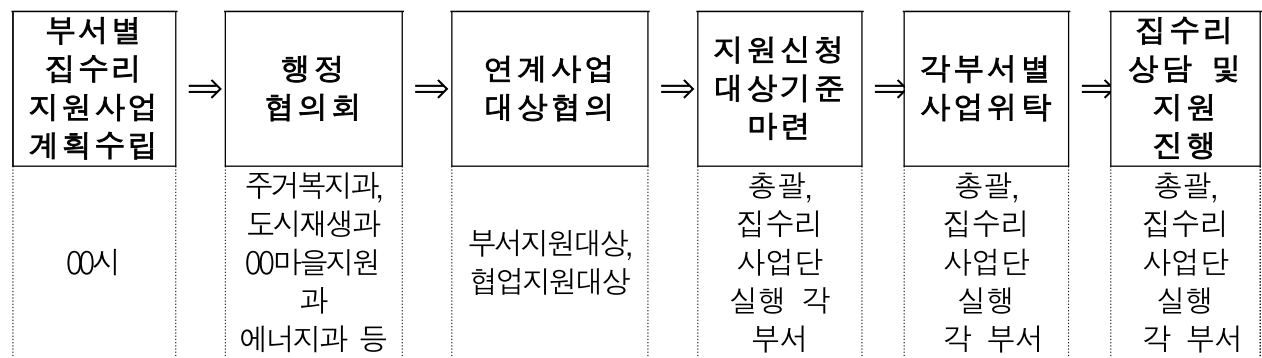 부서별
집수리
지원사업
계획수립
⇒
행정
협의회
⇒
연계사업
대상협의
⇒
지원신청
대상기준
마련
⇒
각부서별
사업위탁
⇒
집수리
상담 및
지원
진행
00시
주거복지과,
도시재생과
00마을지원
과
에너지과 등
부서지원대상,
협업지원대상
총괄,
집수리
사업단
실행 각
부서
총괄,
집수리
사업단
실행
각 부서
총괄,
집수리
사업단
실행
각 부서